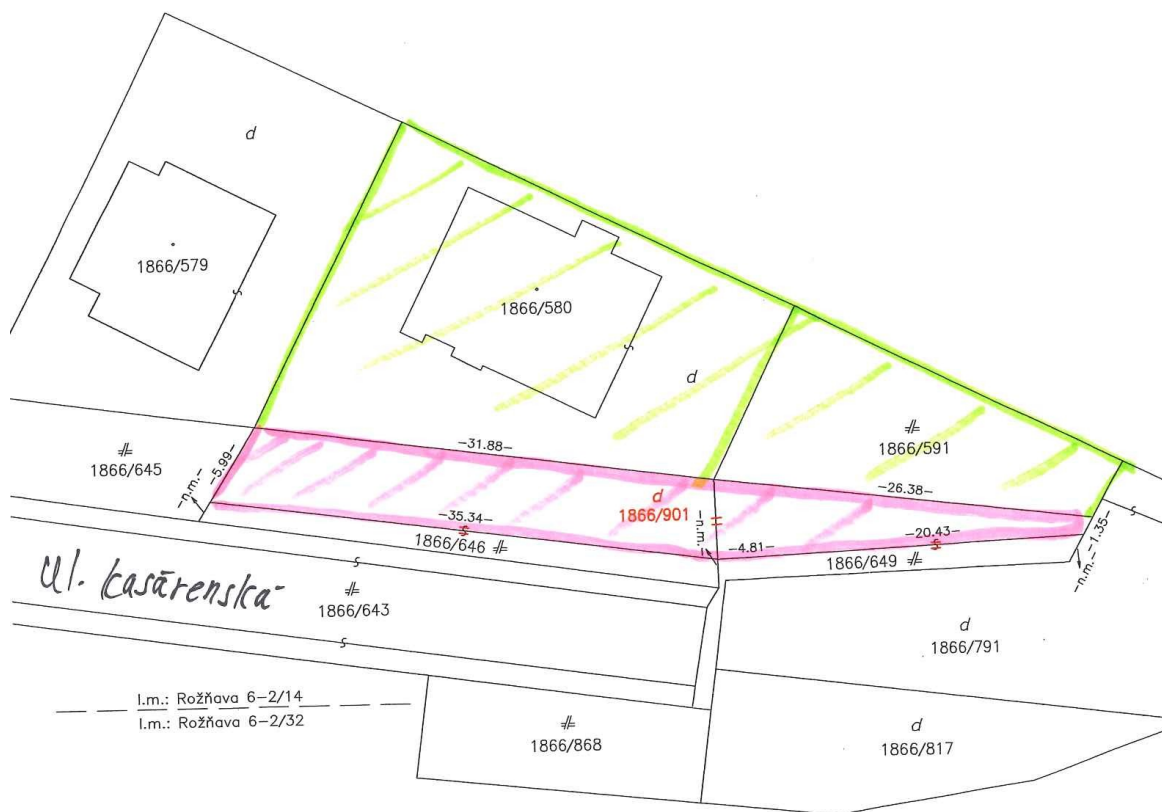 d
1866/579
1866/580
d
1866/591
-31.88-
-26.38-
1866/645
-n.m.-
-5.99-
d
1866/901
-n.m.-
-35.34-
1866/646
-4.81-
-20.43-
1866/649
-n.m.-
-1.35-
ul. kasárenská
1866/643
d
1866/791
l.m.: Rožňava 6-2/14
l.m.: Rožňava 6-2/32
1866/868
d
1866/817